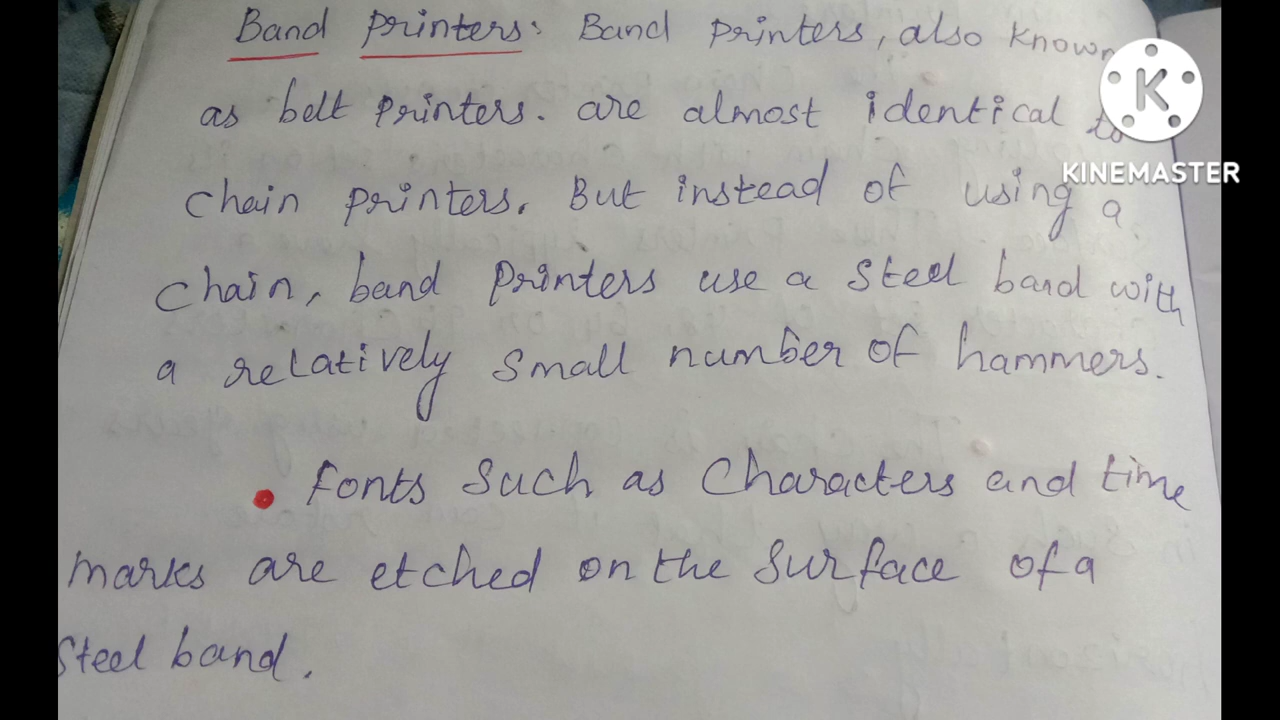 Band Printers: Band Printers, also known
as belt Printers. are almost identical to
Chain Printers. But instead of using a
Chain, band Printers use a Steel band with
a relatively Small number of hammers.
• Fonts Such as Characters and time
marks are etched on the Surface of a
Steel band.
K
KINEMASTER